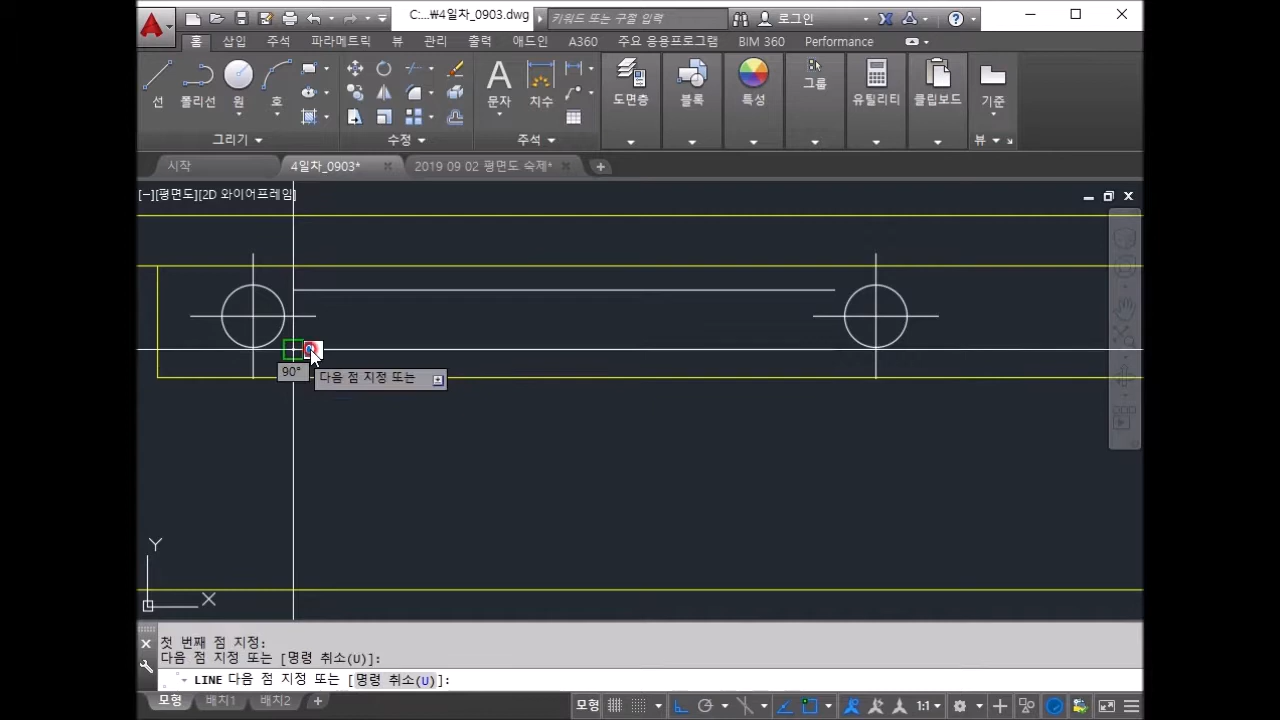 C:...₩4일차_0903.dwg 키워드 또는 구절 입력 로그인
홈 삽입 주석 파라메트릭 뷰 관리 출력 애드인 A360 주요 응용프로그램 BIM 360 Performance
선 폴리선 원 호 문자 치수 도면층 블록 특성 그룹 유틸리티 클립보드 기준
그리기 수정 주석 뷰
시작 4일차_0903* 2019 09 02 평면도 숙제*
[−][평면도][2D 와이어프레임]
90° 다음 점 지정 또는
Y
X
첫 번째 점 지정:
다음 점 지정 또는 [명령 취소(U)]:
LINE 다음 점 지정 또는 [명령 취소(U)]:
모형 배치1 배치2 + 모형 1:1